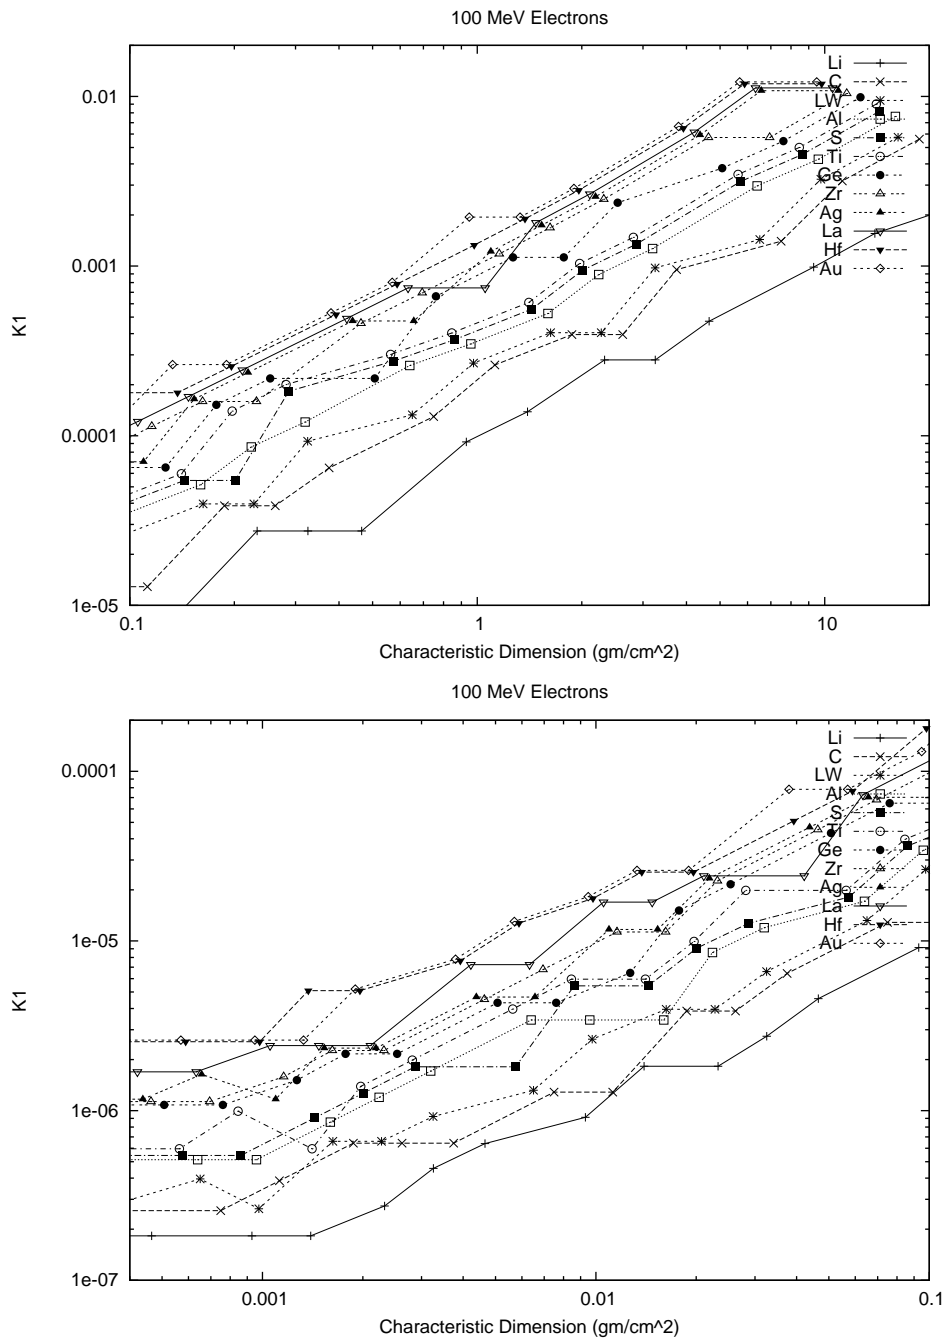 100 MeV Electrons
Li
0.01
C
LW
Al
S
Ti
Ge
Zr
Ag
La
0.001
Hf
Au
K1
0.0001
1e-05
0.1
1
10
Characteristic Dimension (gm/cm^2)
100 MeV Electrons
Li
C
0.0001
LW
Al
S
Ti
Ge
Zr
Ag
La
Hf
1e-05
Au
K1
1e-06
1e-07
0.001
0.01
0.1
Characteristic Dimension (gm/cm^2)